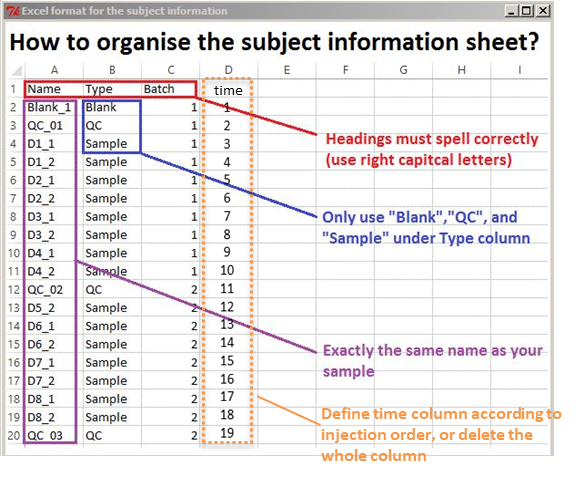 Excel format for the subject information
How to organise the subject information sheet?
A B C D E F G H I
1 Name Type Batch time
2 Blank_1 Blank 1 1
3 QC_01 QC 1 2
4 D1_1 Sample 1 3
5 D1_2 Sample 1 4
6 D2_1 Sample 1 5
7 D2_2 Sample 1 6
8 D3_1 Sample 1 7
9 D3_2 Sample 1 8
10 D4_1 Sample 1 9
11 D4_2 Sample 1 10
12 QC_02 QC 2 11
13 D5_2 Sample 2 12
14 D6_1 Sample 2 13
15 D6_2 Sample 2 14
16 D7_1 Sample 2 15
17 D7_2 Sample 2 16
18 D8_1 Sample 2 17
19 D8_2 Sample 2 18
20 QC_03 QC 2 19
Headings must spell correctly
(use right capitcal letters)
Only use "Blank","QC", and
"Sample" under Type column
Exactly the same name as your
sample
Define time column according to
injection order, or delete the
whole column